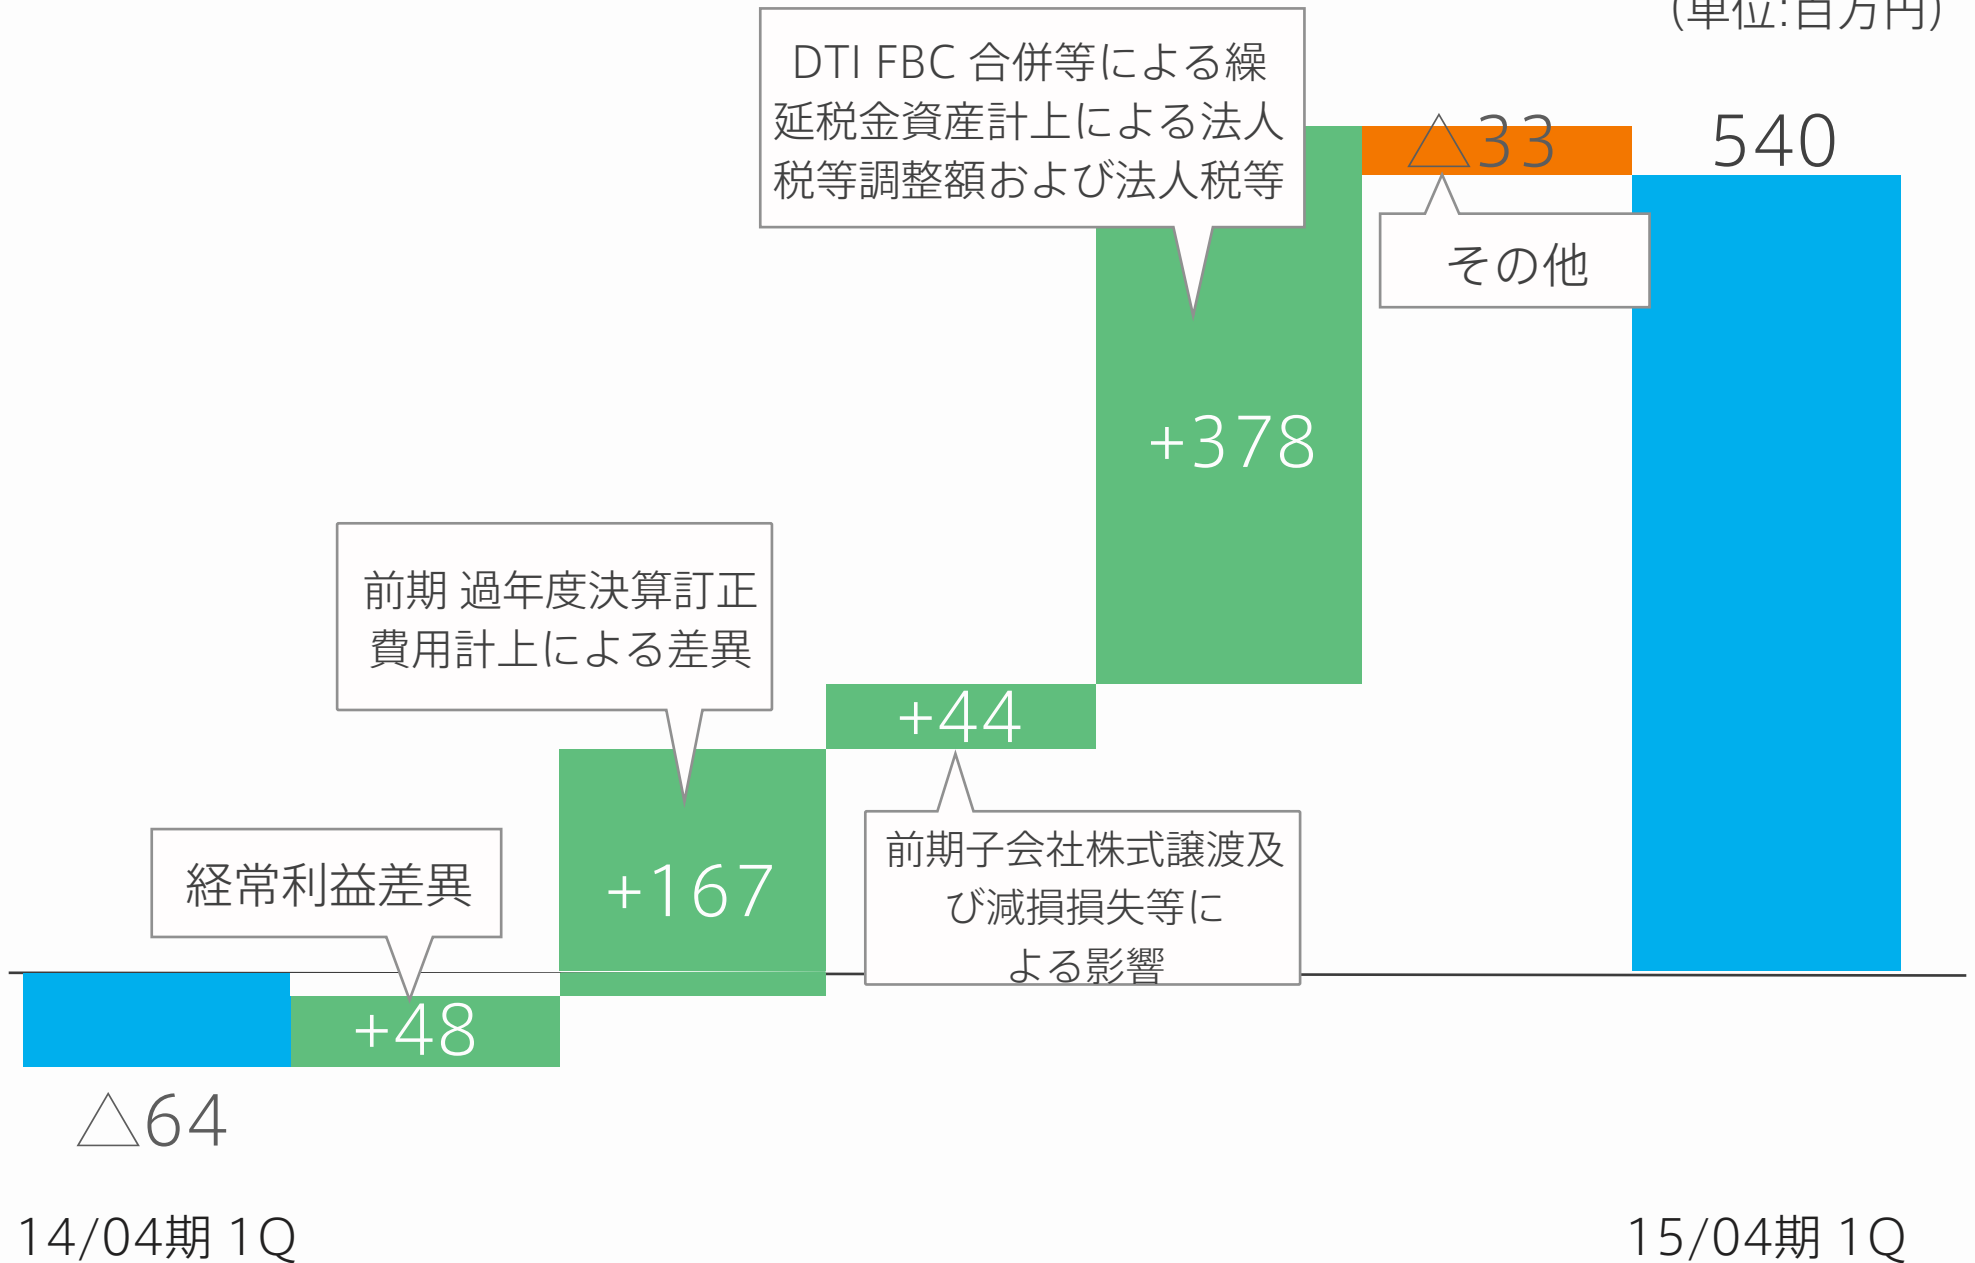 (単位:百万円)
DTI FBC 合併等による繰
延税金資産計上による法人
税等調整額および法人税等
△33
540
その他
+378
前期 過年度決算訂正
費用計上による差異
+44
経常利益差異
+167
前期子会社株式譲渡及
び減損損失等に
よる影響
+48
△64
14/04期 1Q
15/04期 1Q